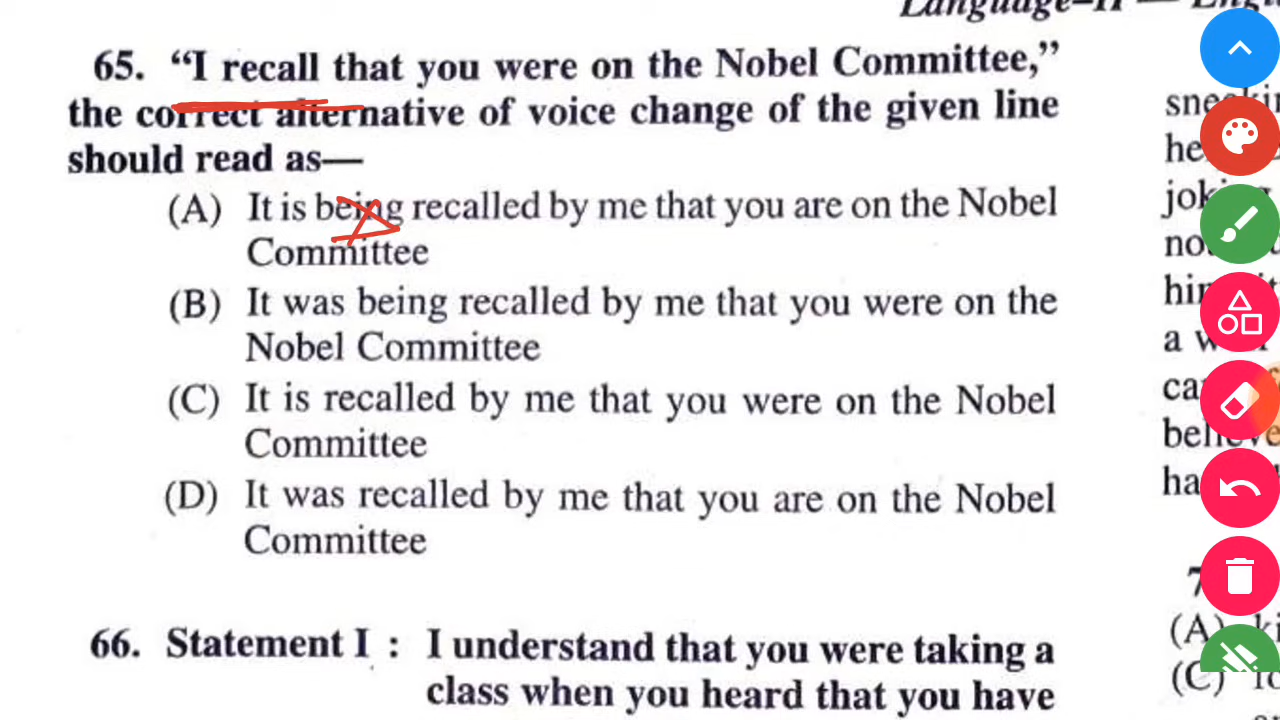 Language–II — Engl
65. “I recall that you were on the Nobel Committee,”
the correct alternative of voice change of the given line
should read as—
(A) It is being recalled by me that you are on the Nobel
Committee
(B) It was being recalled by me that you were on the
Nobel Committee
(C) It is recalled by me that you were on the Nobel
Committee
(D) It was recalled by me that you are on the Nobel
Committee
66. Statement I : I understand that you were taking a
class when you heard that you have
he
a
ha
7
(A)
(C)